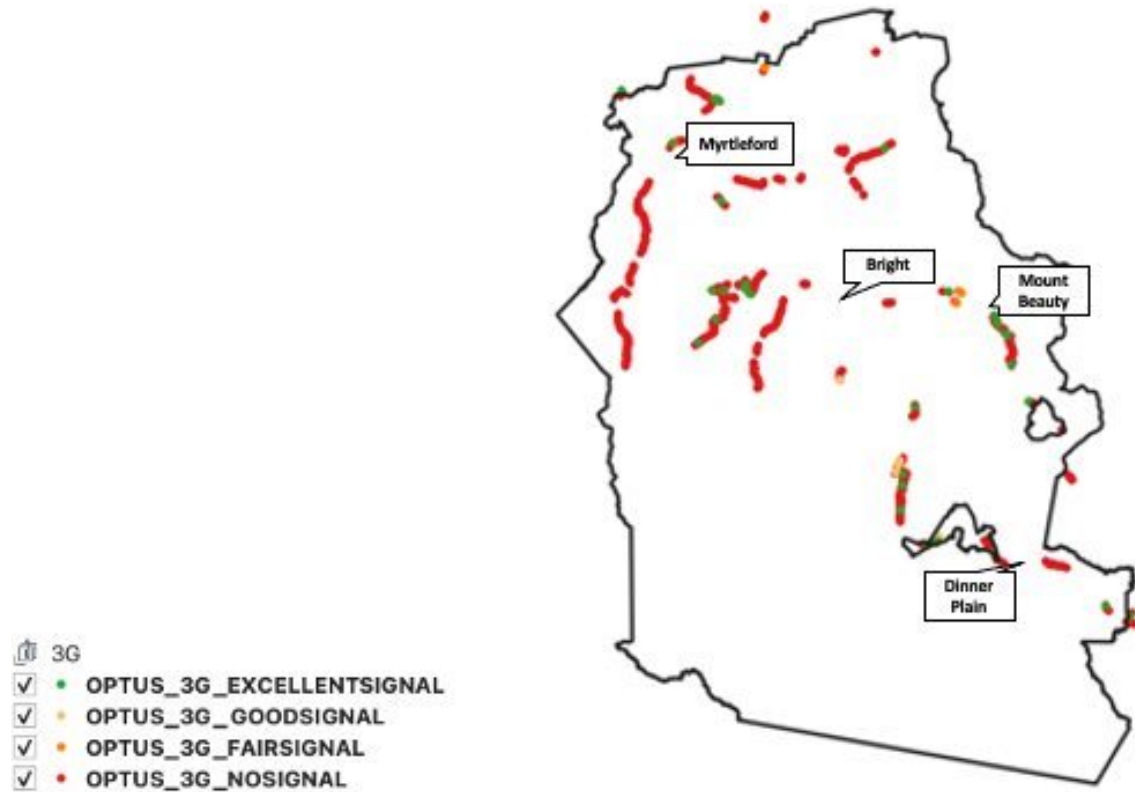 Myrtleford
Bright
Mount
Beauty
Dinner
Plain
3G
OPTUS_3G_EXCELLENTSIGNAL
OPTUS_3G_GOODSIGNAL
OPTUS_3G_FAIRSIGNAL
OPTUS_3G_NOSIGNAL